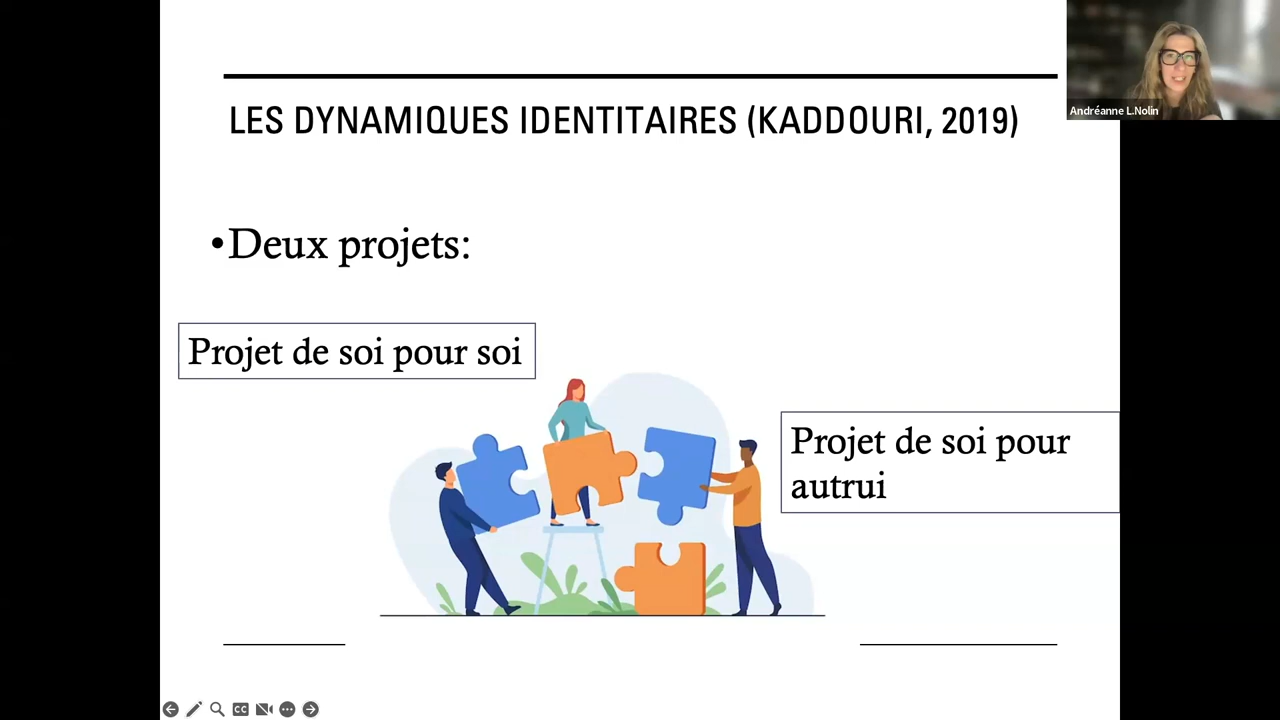 LES DYNAMIQUES IDENTITAIRES (KADDOURI, 2019)
Andréanne L.Nolin
•Deux projets:
Projet de soi pour soi
Projet de soi pour
autrui
CC